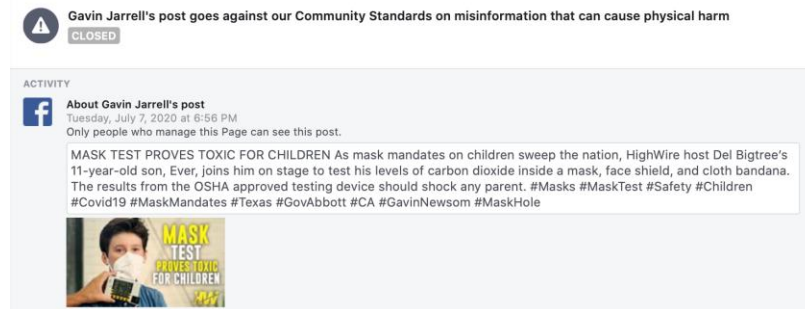 Gavin Jarrell's post goes against our Community Standards on misinformation that can cause physical harm
CLOSED
ACTIVITY
f
About Gavin Jarrell's post
Tuesday, July 7, 2020 at 6:56 PM
Only people who manage this Page can see this post.
MASK TEST PROVES TOXIC FOR CHILDREN As mask mandates on children sweep the nation, HighWire host Del Bigtree's
11-year-old son, Ever, joins him on stage to test his levels of carbon dioxide inside a mask, face shield, and cloth bandana.
The results from the OSHA approved testing device should shock any parent. #Masks #MaskTest #Safety #Children
#Covid19 #MaskMandates #Texas #GovAbbott #CA #GavinNewsom #MaskHole
MASK
TEST
PROVES TOXIC
FOR CHILDREN